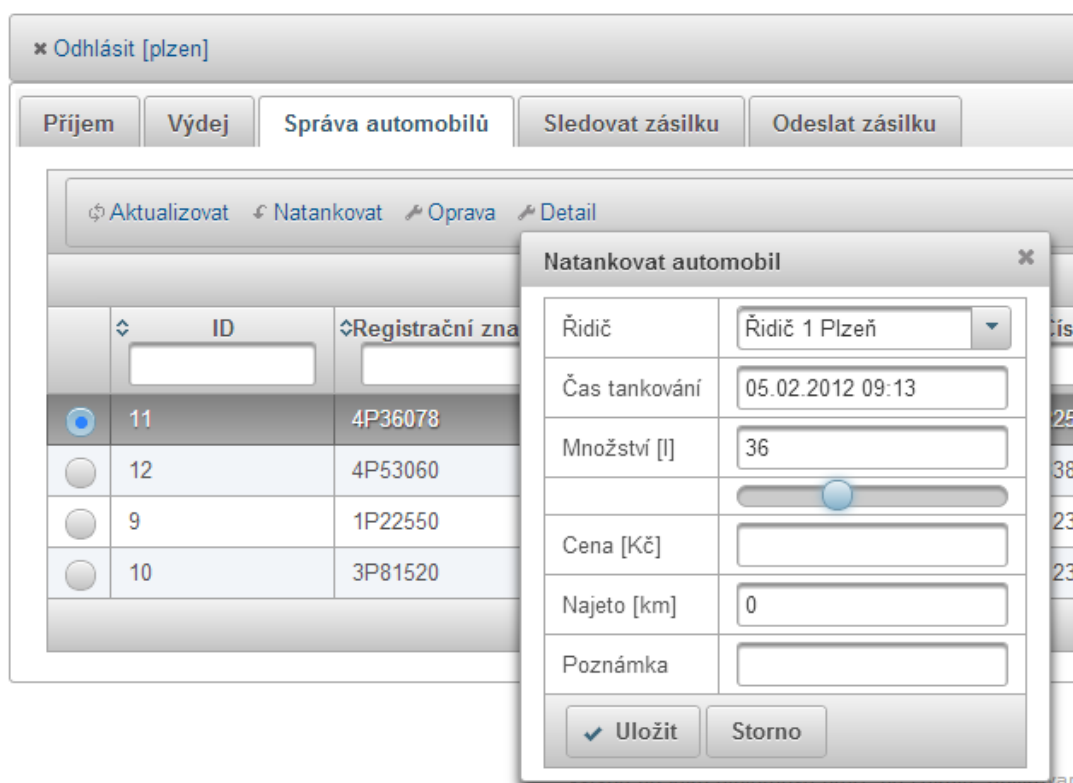 Odhlásit [plzen]
Příjem Výdej Správa automobilů Sledovat zásilku Odeslat zásilku
Aktualizovat Natankovat Oprava Detail
Natankovat automobil
ID Registrační zna
11 4P36078
12 4P53060
9 1P22550
10 3P81520
Řidič Řidič 1 Plzeň
Čas tankování 05.02.2012 09:13
Množství [l] 36
Cena [Kč]
Najeto [km] 0
Poznámka
Uložit Storno